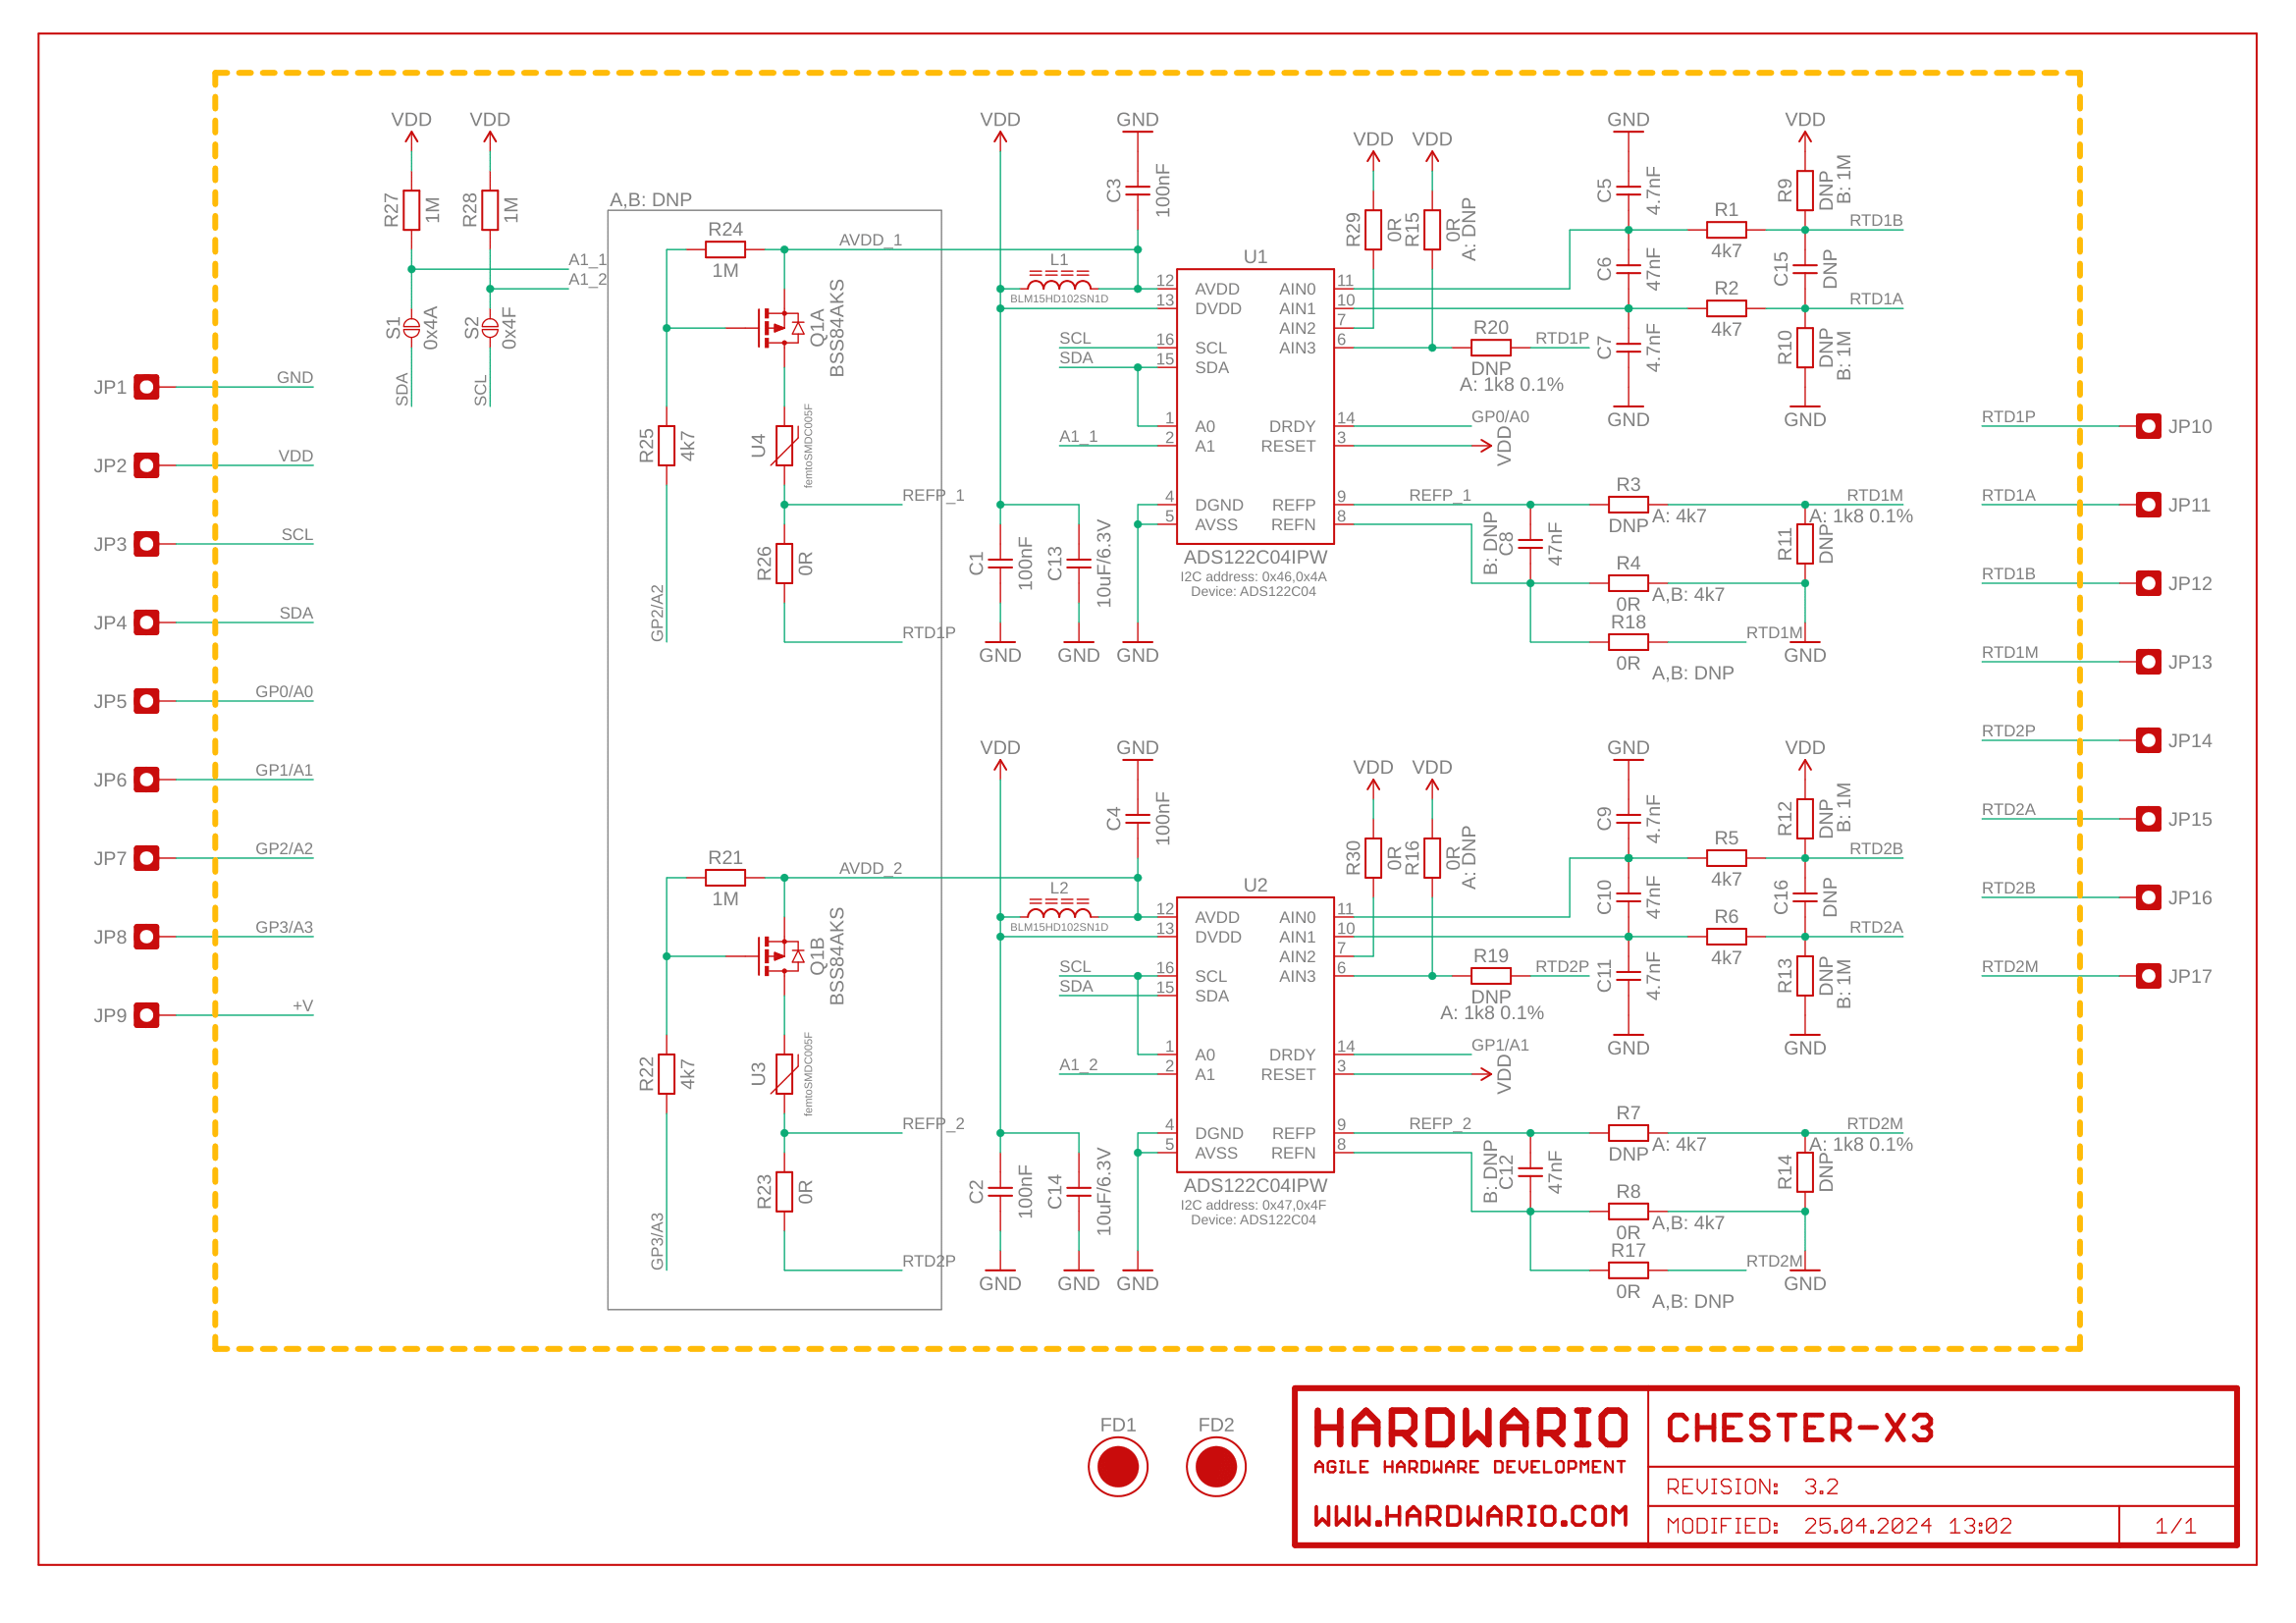 VDD
VDD
R27
1M
R28
1M
A1_1
A1_2
S1
0x4A
S2
0x4F
SDA
SCL
JP1
GND
JP2
VDD
JP3
SCL
JP4
SDA
JP5
GP0/A0
JP6
GP1/A1
JP7
GP2/A2
JP8
GP3/A3
JP9
+V
A,B: DNP
R24
1M
AVDD_1
Q1A
BSS84AKS
R25
4k7
U4
femtoSMDC005F
REFP_1
R26
0R
GP2/A2
RTD1P
R21
1M
AVDD_2
Q1B
BSS84AKS
R22
4k7
U3
femtoSMDC005F
REFP_2
R23
0R
GP3/A3
RTD2P
VDD
GND
C3
100nF
L1
BLM15HD102SN1D
SCL
SDA
A1_1
C1
100nF
C13
10uF/6.3V
GND
GND
GND
U1
12
AVDD
AIN0
11
13
DVDD
AIN1
10
AIN2
7
16
SCL
AIN3
6
15
SDA
1
A0
DRDY
14
2
A1
RESET
3
4
DGND
REFP
9
5
AVSS
REFN
8
ADS122C04IPW
I2C address: 0x46,0x4A
Device: ADS122C04
VDD
VDD
R29
0R
R15
0R
A: DNP
R20
DNP
A: 1k8 0.1%
RTD1P
GP0/A0
VDD
GND
C5
4.7nF
C6
47nF
C7
4.7nF
GND
R1
4k7
R2
4k7
VDD
R9
DNP
B: 1M
RTD1B
C15
DNP
RTD1A
R10
DNP
B: 1M
GND
REFP_1
B: DNP
C8
47nF
R3
DNP
A: 4k7
RTD1M
A: 1k8 0.1%
R11
DNP
R4
0R
A,B: 4k7
R18
0R
A,B: DNP
RTD1M
GND
VDD
GND
C4
100nF
L2
BLM15HD102SN1D
SCL
SDA
A1_2
C2
100nF
C14
10uF/6.3V
GND
GND
GND
U2
12
AVDD
AIN0
11
13
DVDD
AIN1
10
AIN2
7
16
SCL
AIN3
6
15
SDA
1
A0
DRDY
14
2
A1
RESET
3
4
DGND
REFP
9
5
AVSS
REFN
8
ADS122C04IPW
I2C address: 0x47,0x4F
Device: ADS122C04
VDD
VDD
R30
0R
R16
0R
A: DNP
R19
DNP
A: 1k8 0.1%
RTD2P
GP1/A1
VDD
GND
C9
4.7nF
C10
47nF
C11
4.7nF
GND
R5
4k7
R6
4k7
VDD
R12
DNP
B: 1M
RTD2B
C16
DNP
RTD2A
R13
DNP
B: 1M
GND
REFP_2
B: DNP
C12
47nF
R7
DNP
A: 4k7
RTD2M
A: 1k8 0.1%
R14
DNP
R8
0R
A,B: 4k7
R17
0R
A,B: DNP
RTD2M
GND
RTD1P
JP10
RTD1A
JP11
RTD1B
JP12
RTD1M
JP13
RTD2P
JP14
RTD2A
JP15
RTD2B
JP16
RTD2M
JP17
FD1
FD2
HARDWARIO
AGILE HARDWARE DEVELOPMENT
WWW.HARDWARIO.COM
CHESTER-X3
REVISION: 3.2
MODIFIED: 25.04.2024 13:02
1/1